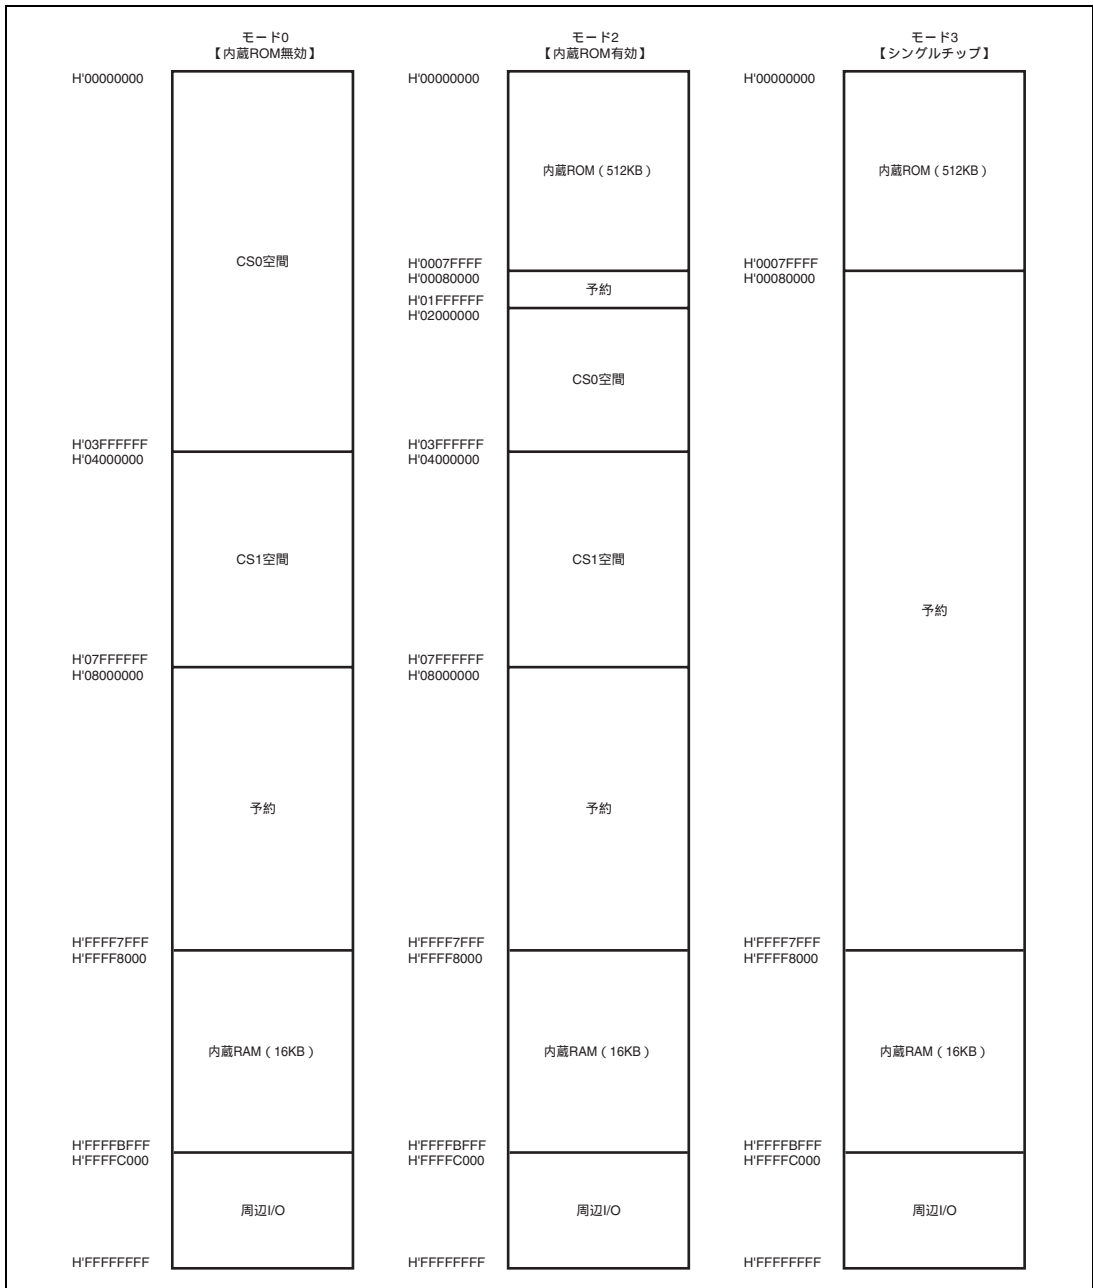 モード0
【内蔵ROM無効】
H'00000000
CS0空間
H'03FFFFFF
H'04000000
CS1空間
H'07FFFFFF
H'08000000
予約
H'FFFF7FFF
H'FFFF8000
内蔵RAM（16KB）
H'FFFFBFFF
H'FFFFC000
周辺I/O
H'FFFFFFFF
モード2
【内蔵ROM有効】
H'00000000
内蔵ROM（512KB）
H'0007FFFF
H'00080000
予約
H'01FFFFFF
H'02000000
CS0空間
H'03FFFFFF
H'04000000
CS1空間
H'07FFFFFF
H'08000000
予約
H'FFFF7FFF
H'FFFF8000
内蔵RAM（16KB）
H'FFFFBFFF
H'FFFFC000
周辺I/O
H'FFFFFFFF
モード3
【シングルチップ】
H'00000000
内蔵ROM（512KB）
H'0007FFFF
H'00080000
予約
H'FFFF7FFF
H'FFFF8000
内蔵RAM（16KB）
H'FFFFBFFF
H'FFFFC000
周辺I/O
H'FFFFFFFF